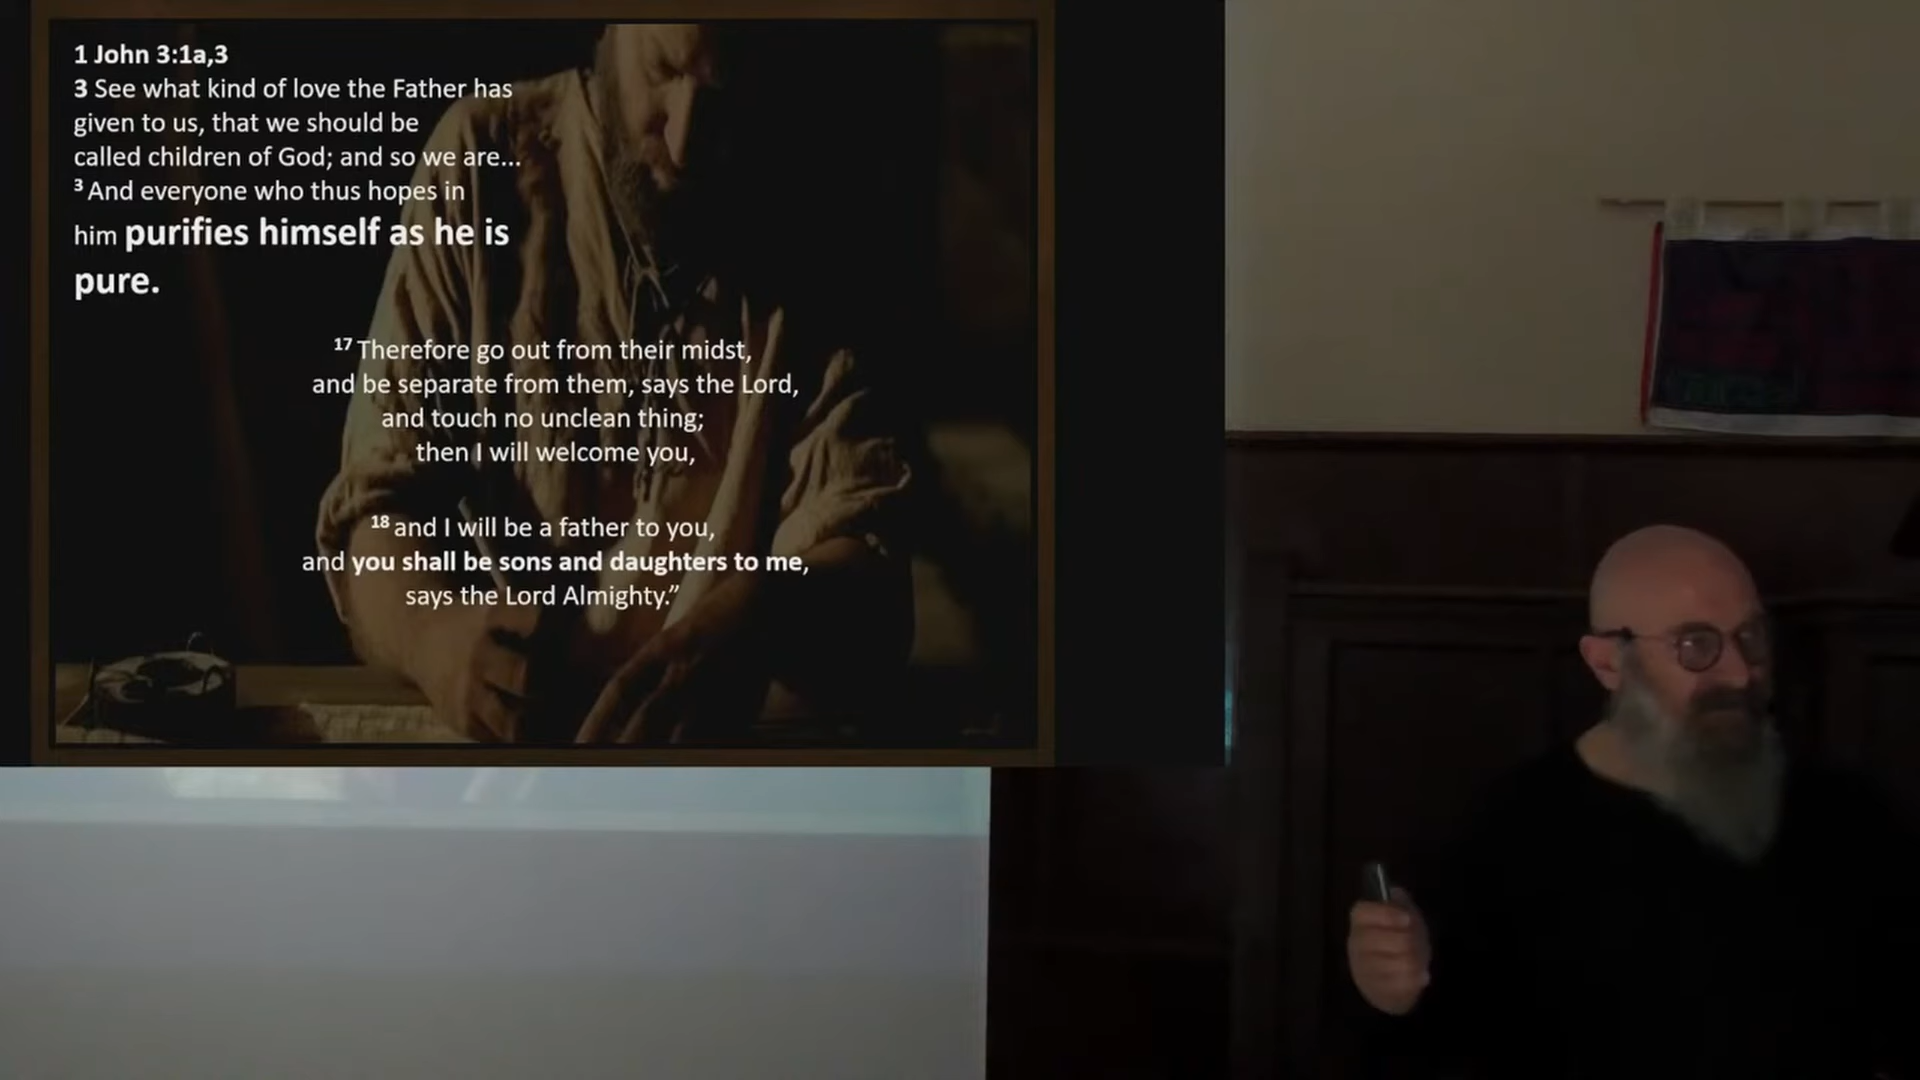 1 John 3:1a,3
3 See what kind of love the Father has
given to us, that we should be
called children of God; and so we are...
3 And everyone who thus hopes in
him purifies himself as he is
pure.
17 Therefore go out from their midst,
and be separate from them, says the Lord,
and touch no unclean thing;
then I will welcome you,
18 and I will be a father to you,
and you shall be sons and daughters to me,
says the Lord Almighty.”